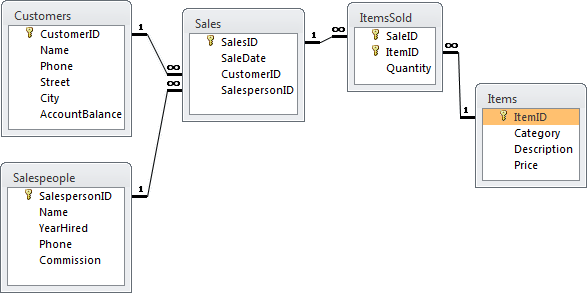 Customers
CustomerID
Name
Phone
Street
City
AccountBalance
1
∞
∞
Sales
SalesID
SaleDate
CustomerID
SalespersonID
1
∞
ItemsSold
SaleID
ItemID
Quantity
∞
1
Items
ItemID
Category
Description
Price
Salespeople
SalespersonID
Name
YearHired
Phone
Commission
1